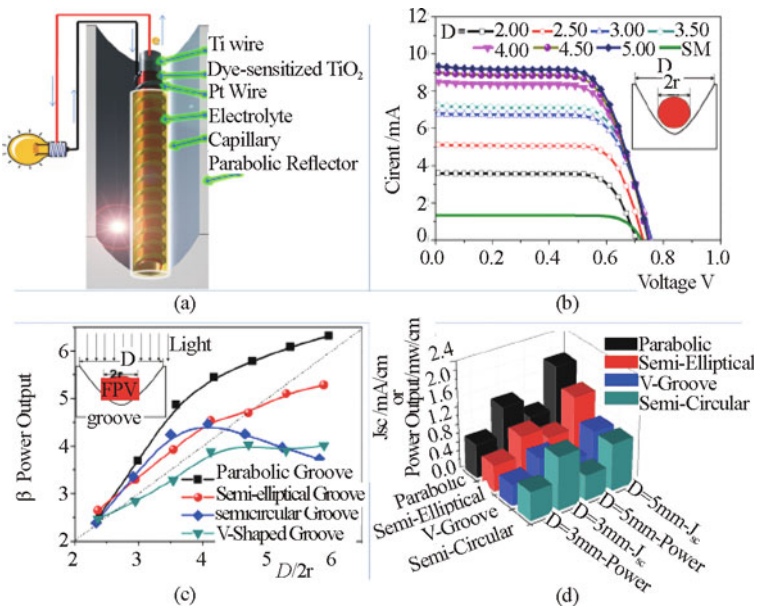 Ti wire
Dye-sensitized TiO2
Pt Wire
Electrolyte
Capillary
Parabolic Reflector
(a)
D= 2.00 2.50 3.00 3.50
4.00 4.50 5.00 SM
12
10
8
6
4
2
0
Cirent /mA
D
2r
0.0 0.2 0.4 0.6 0.8 1.0
Voltage V
(b)
Light
D
2r
FPV
groove
6
5
4
3
2
β Power Output
Parabolic Groove
Semi-elliptical Groove
semicircular Groove
V-Shaped Groove
2 3 4 5 6
D/2r
(c)
Parabolic
Semi-Elliptical
V-Groove
Semi-Circular
2.4
2.0
1.6
1.2
0.8
0.4
0.0
Jsc/mA/cm
or
Power Output/mw/cm
Parabolic
Semi-Elliptical
V-Groove
Semi-Circular
D=5mm-Jsc
D=5mm-Power
D=3mm-Jsc
D=3mm-Power
(d)